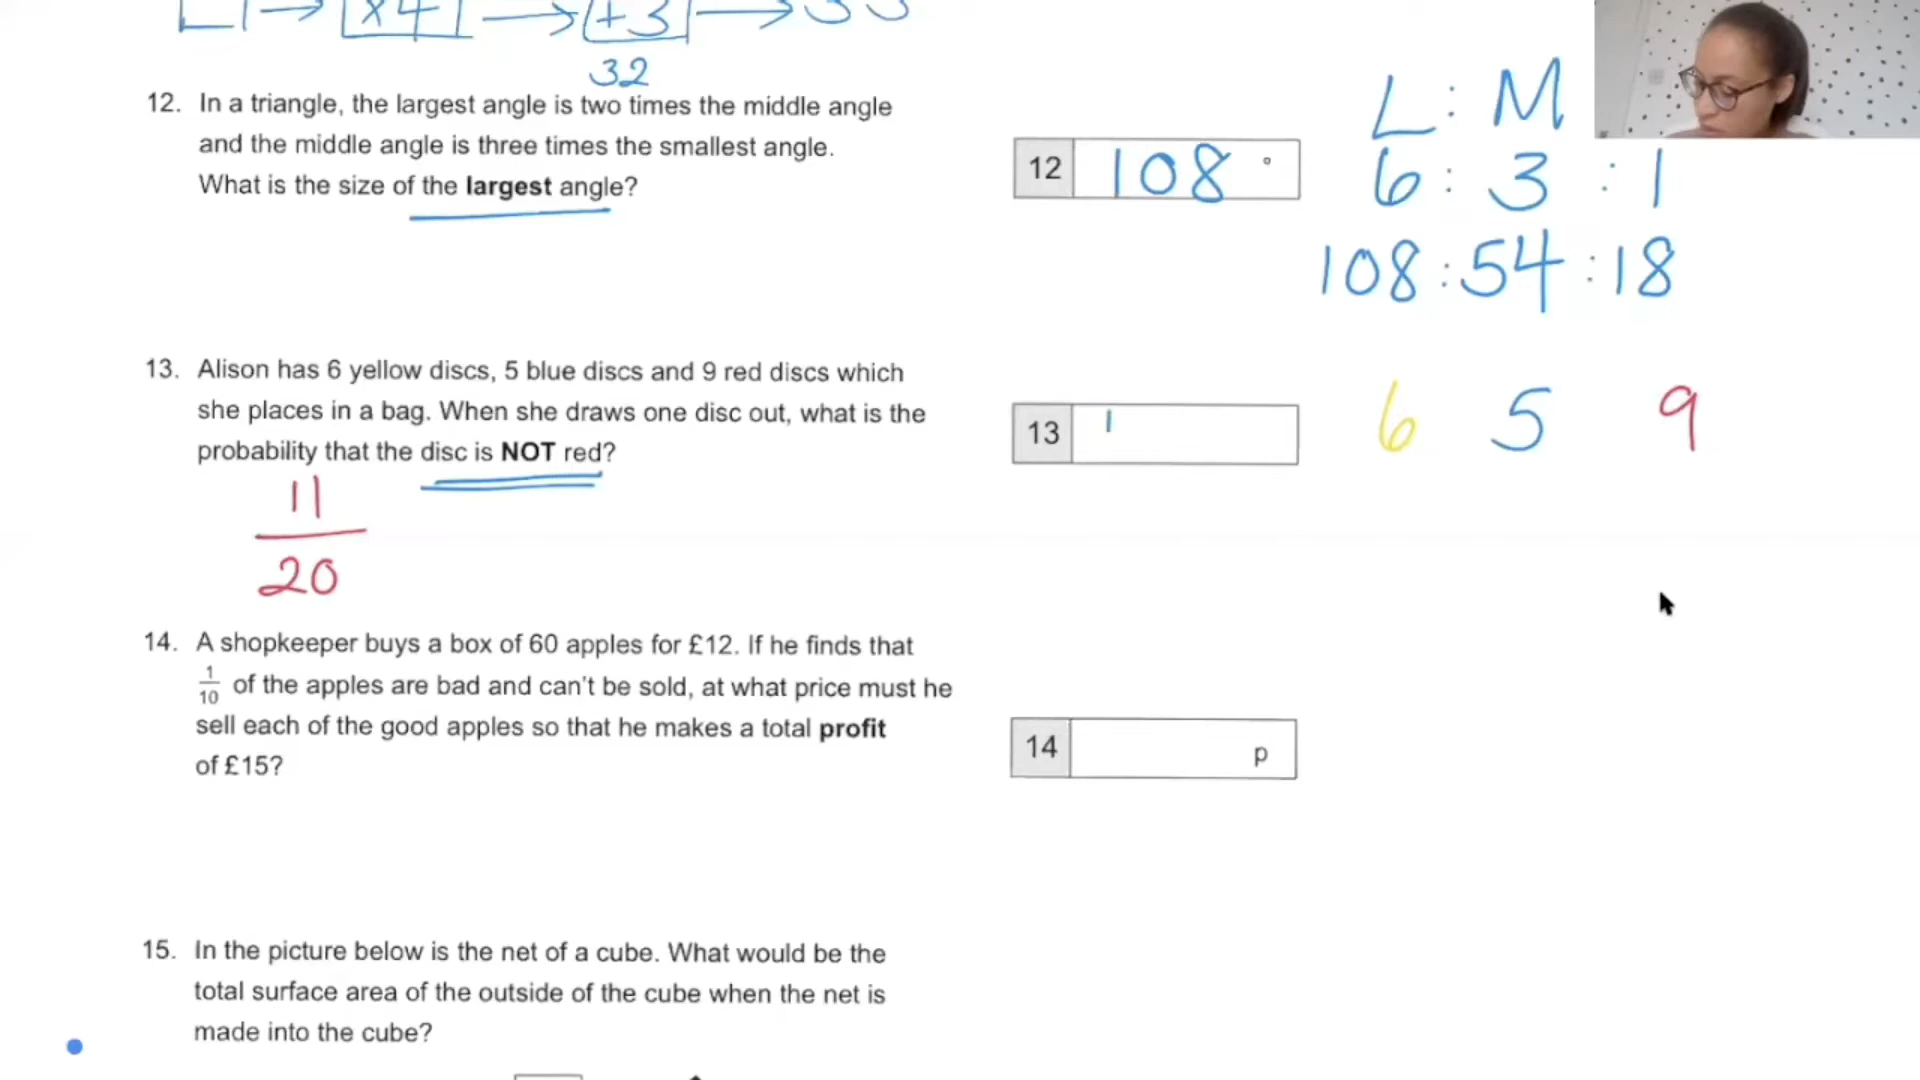 ×4 +3
32
12. In a triangle, the largest angle is two times the middle angle
and the middle angle is three times the smallest angle.
What is the size of the largest angle?
12 108 °
L : M
6 : 3 : 1
108 : 54 : 18
13. Alison has 6 yellow discs, 5 blue discs and 9 red discs which
she places in a bag. When she draws one disc out, what is the
probability that the disc is NOT red?
13 1
6 5 9
11
20
14. A shopkeeper buys a box of 60 apples for £12. If he finds that
1/10 of the apples are bad and can't be sold, at what price must he
sell each of the good apples so that he makes a total profit
of £15?
14 p
15. In the picture below is the net of a cube. What would be the
total surface area of the outside of the cube when the net is
made into the cube?